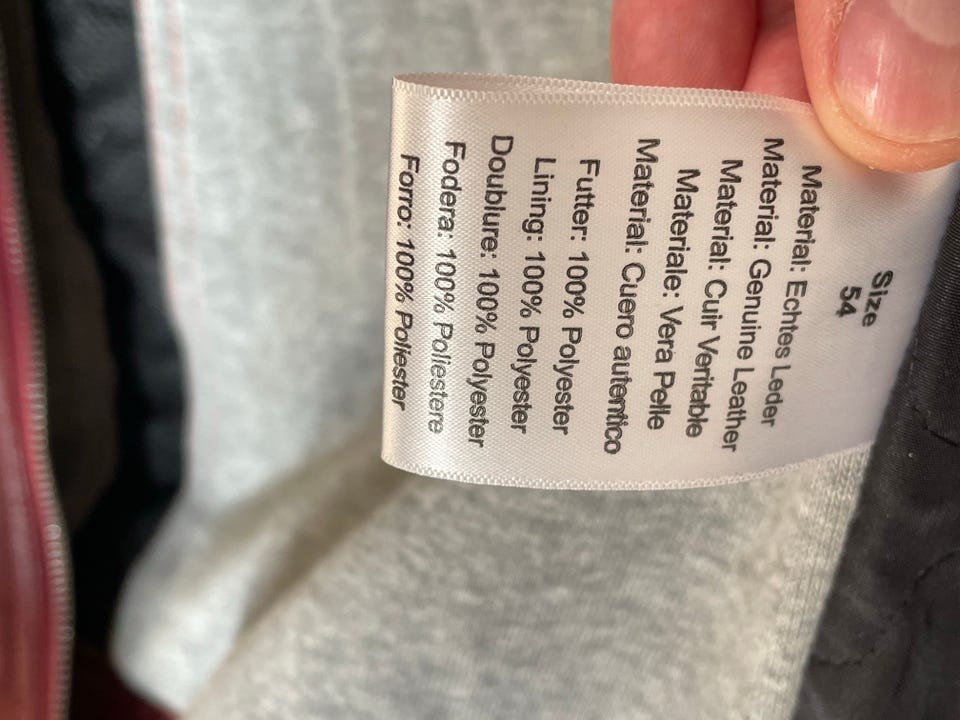 Size
54
Material: Echtes Leder
Material: Genuine Leather
Material: Cuir Veritable
Materiale: Vera Pelle
Material: Cuero autentico
Futter: 100% Polyester
Lining: 100% Polyester
Doublure: 100% Polyester
Fodera: 100% Poliestere
Forro: 100% Poliester